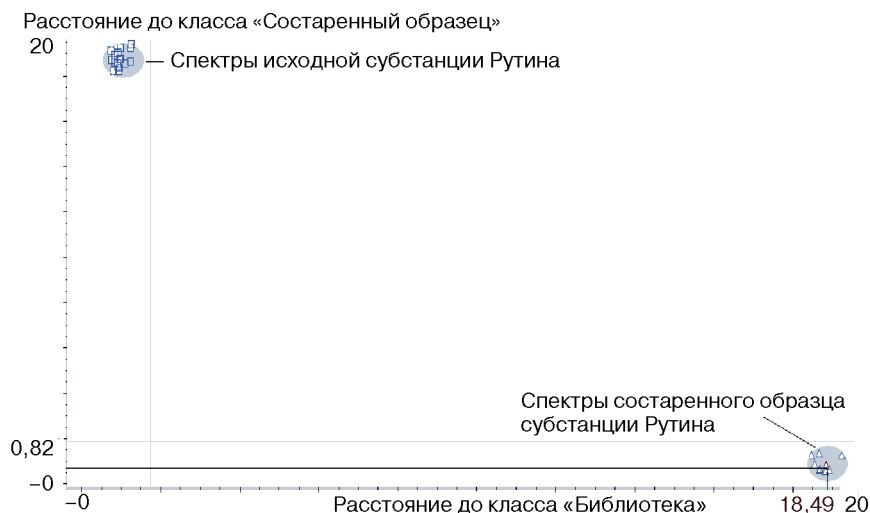 Расстояние до класса «Состаренный образец»
20
Спектры исходной субстанции Рутина
Спектры состаренного образца
субстанции Рутина
0,82
–0
–0
Расстояние до класса «Библиотека»
18,49
20